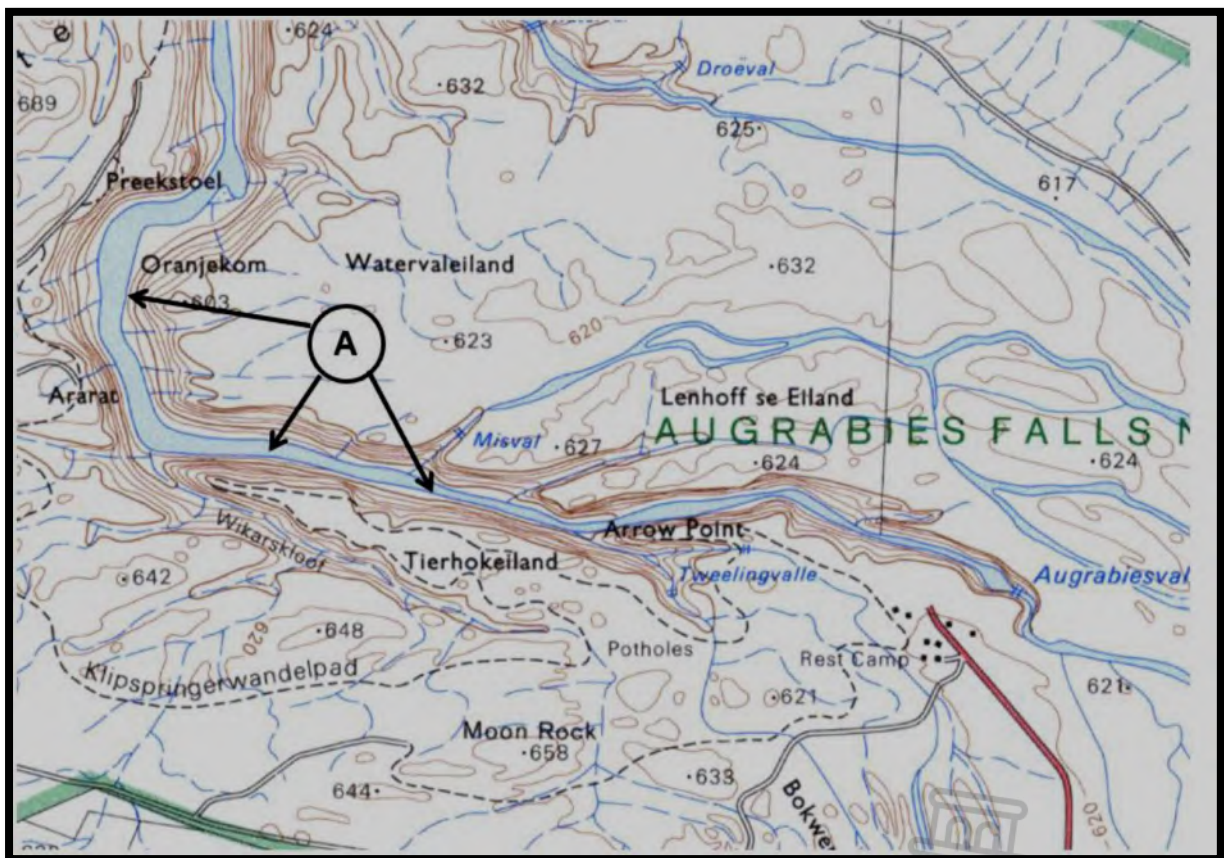 624
632
Droëval
689
625
617
Preekstoel
Oranjekom
Watervaleiland
632
603
620
623
A
Ararat
Lenhoff se Eiland
AUGRABIES FALLS N
Misval
627
624
624
Wikarskloof
Arrow Point
Tierhokeiland
Tweelingvalle
Augrabiesval
642
648
620
Potholes
Rest Camp
621
621
Klipspringerwandelpad
Moon Rock
658
633
644
620